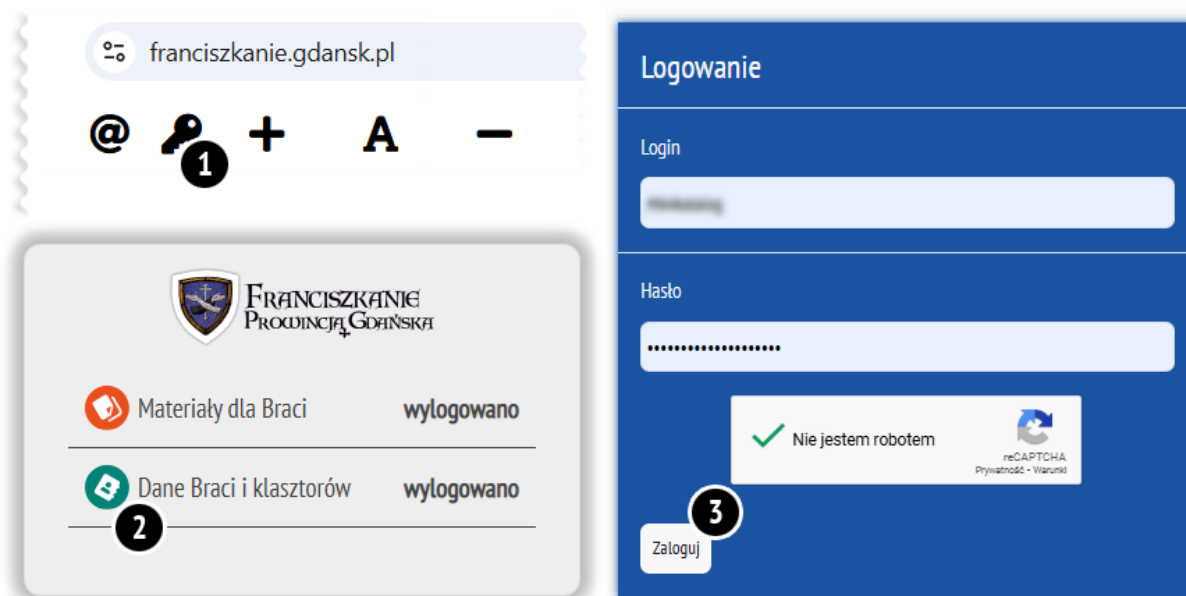 franciszkanie.gdansk.pl
@ + A −
1
FRANCISZKANIE
PROWINCJA GDAŃSKA
Materiały dla Braci wylogowano
Dane Braci i klasztorów wylogowano
2
Logowanie
Login
Hasło
••••••••••••••••••••
Nie jestem robotem
reCAPTCHA
Prywatność - Warunki
3
Zaloguj